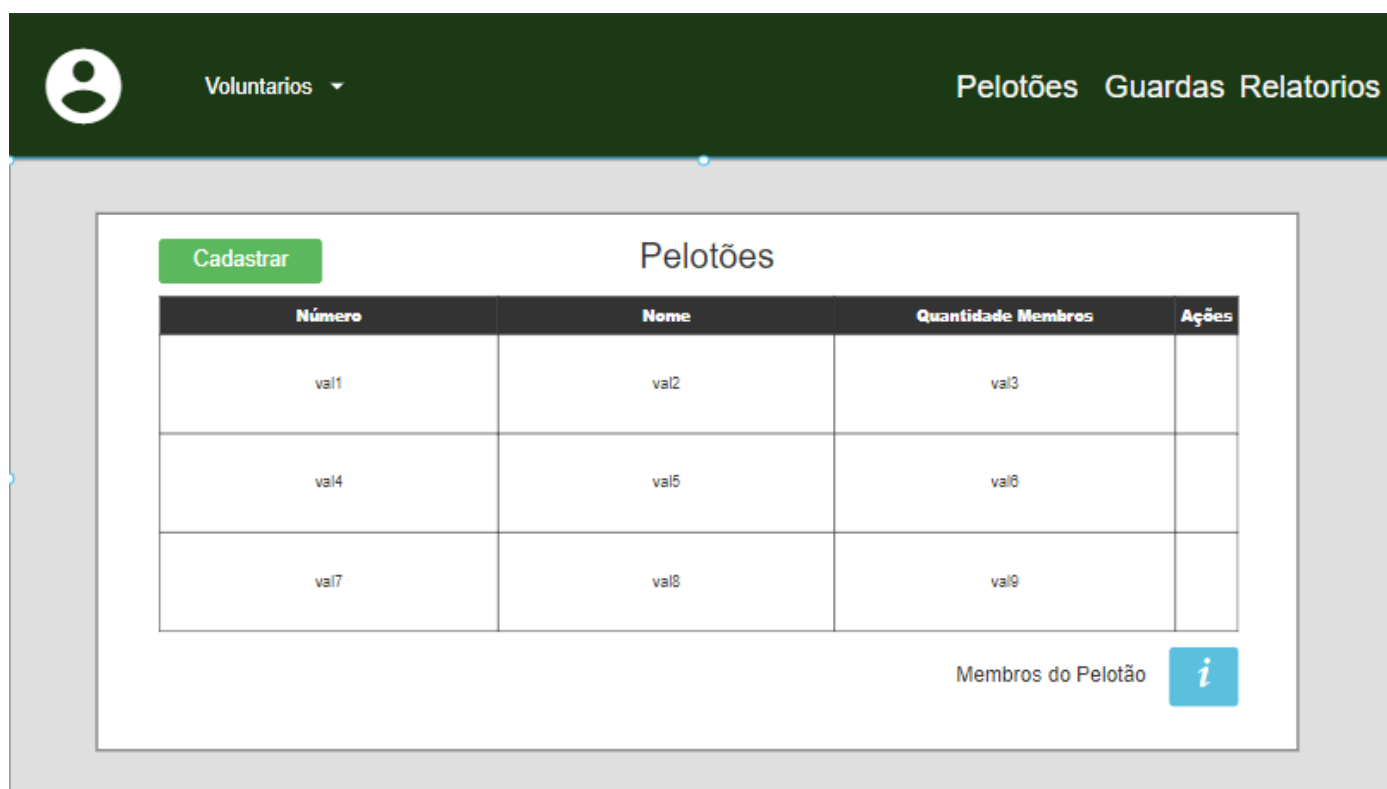 Voluntarios
Pelotões Guardas Relatorios
Cadastrar
Pelotões
Número Nome Quantidade Membros Ações
val1 val2 val3
val4 val5 val6
val7 val8 val9
Membros do Pelotão i